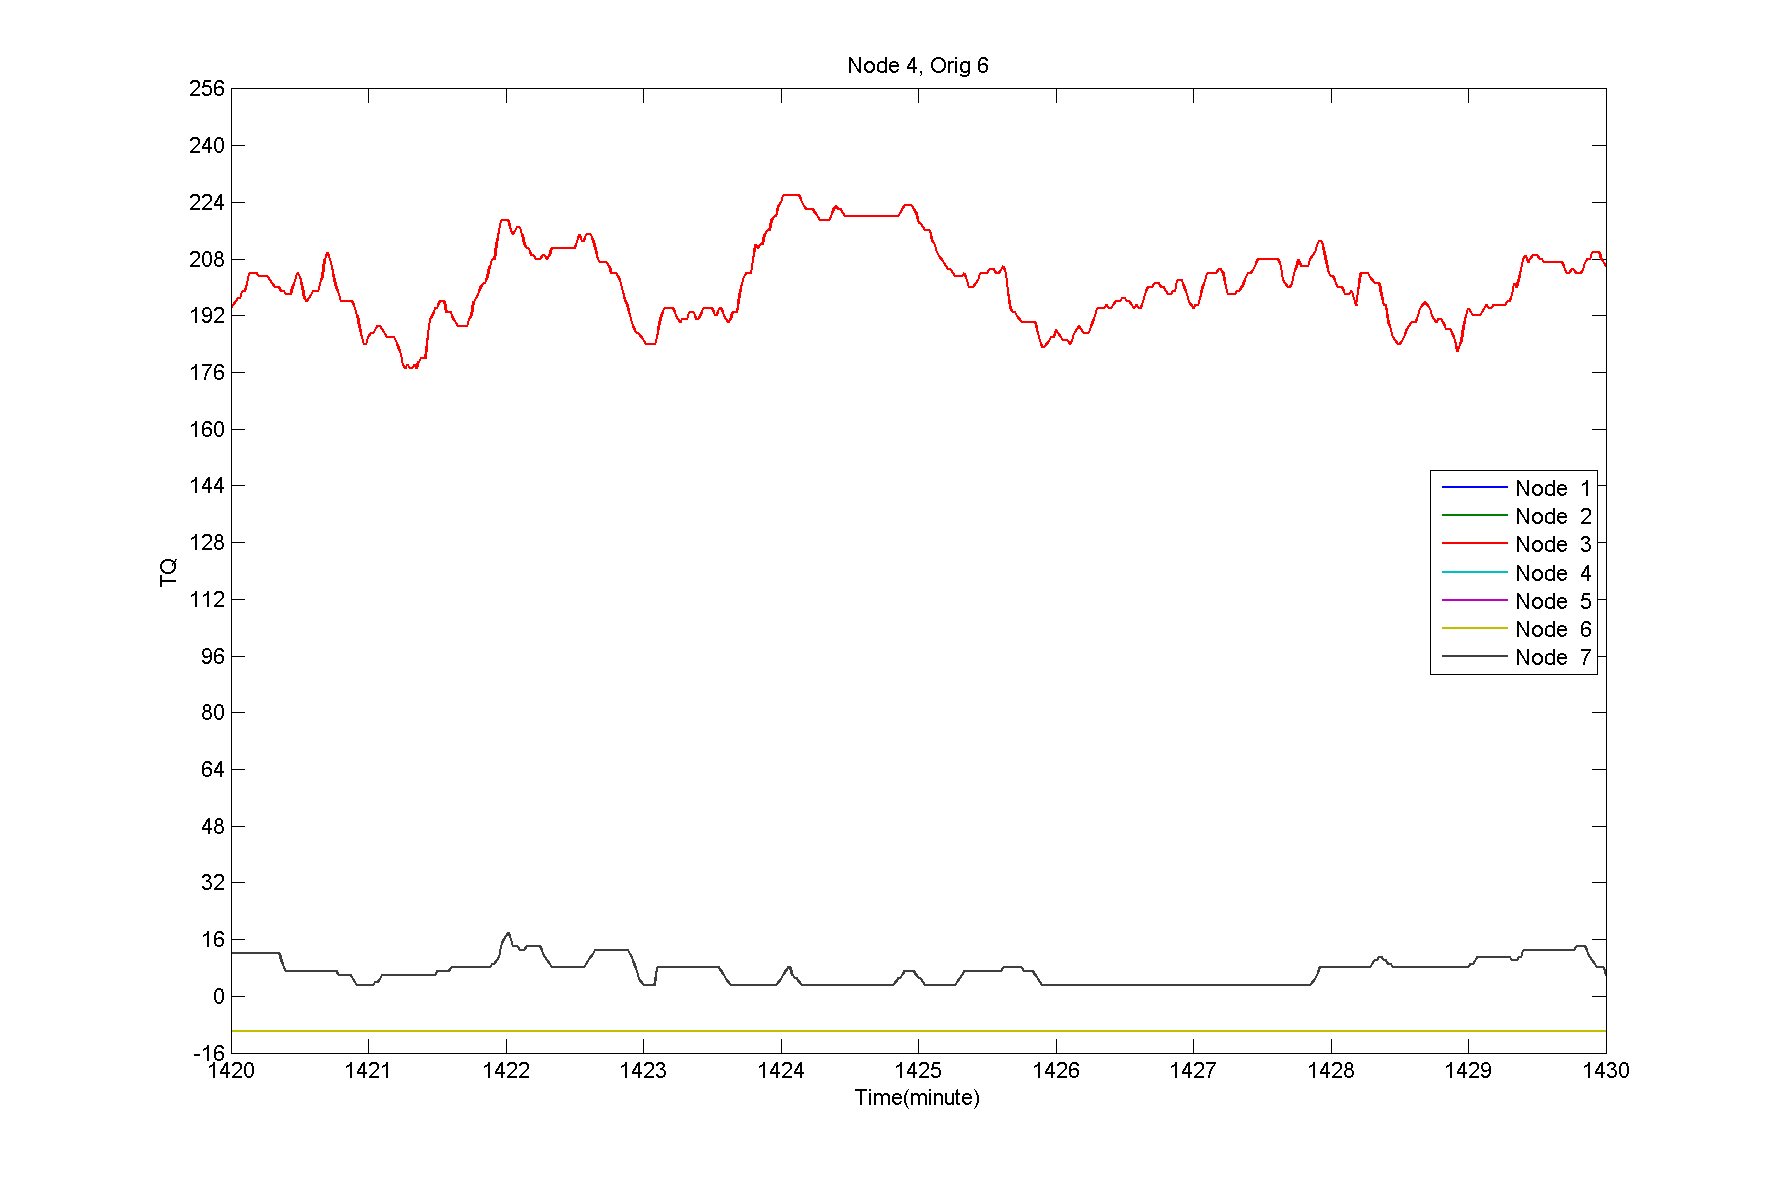 Node 4, Orig 6
256
240
224
208
192
176
160
144
128
112
96
80
64
48
32
16
0
-16
TQ
Node 1
Node 2
Node 3
Node 4
Node 5
Node 6
Node 7
1420 1421 1422 1423 1424 1425 1426 1427 1428 1429 1430
Time(minute)